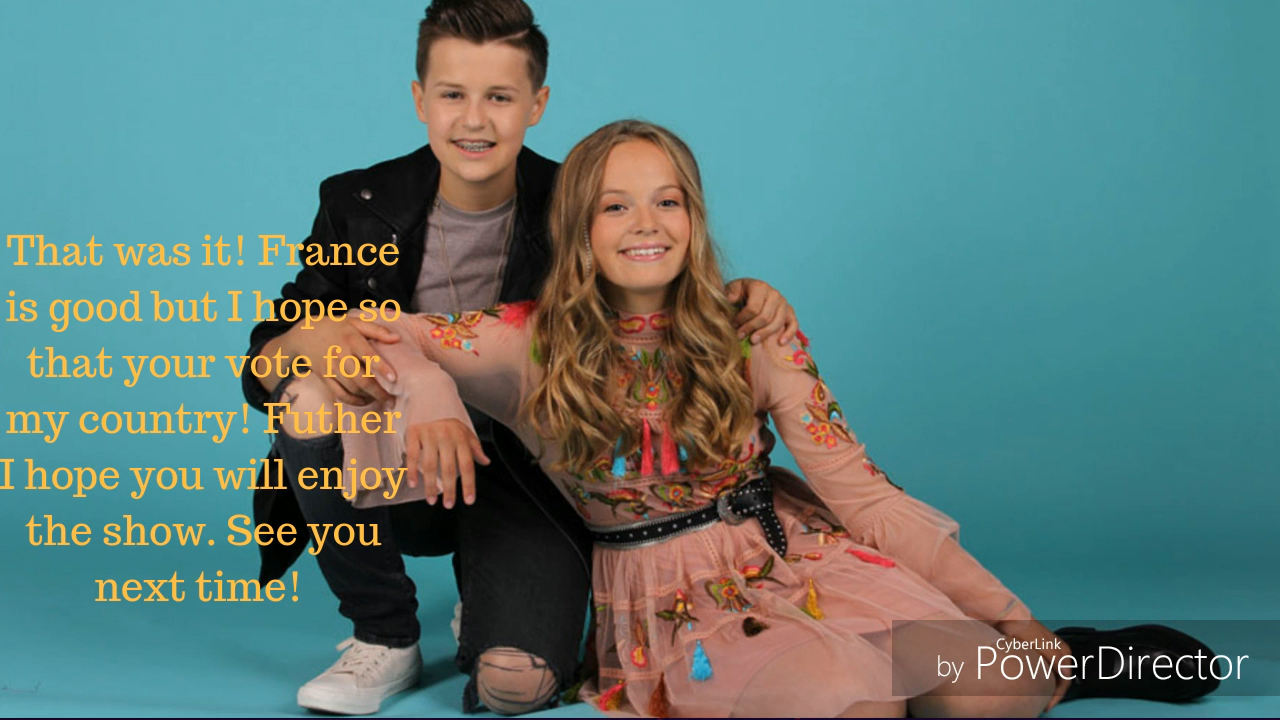 That was it! France
is good but I hope so
that your vote for
my country! Futher
I hope you will enjoy
the show. See you
next time!
CyberLink
by PowerDirector